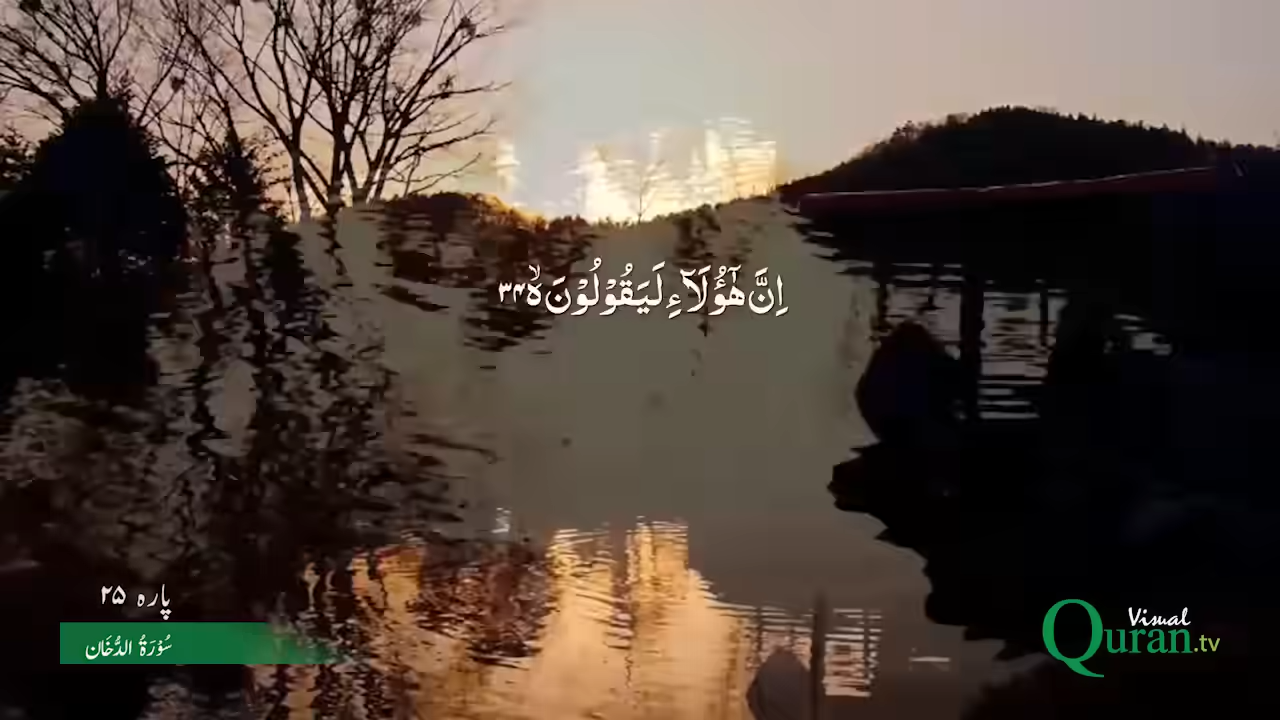 اِنَّ هٰٓؤُلَآءِ لَيَقُوْلُوْنَ ۙ۳۴
پاره ۲۵
سُوْرَةُ الدُّخَان
Visual
Quran.tv